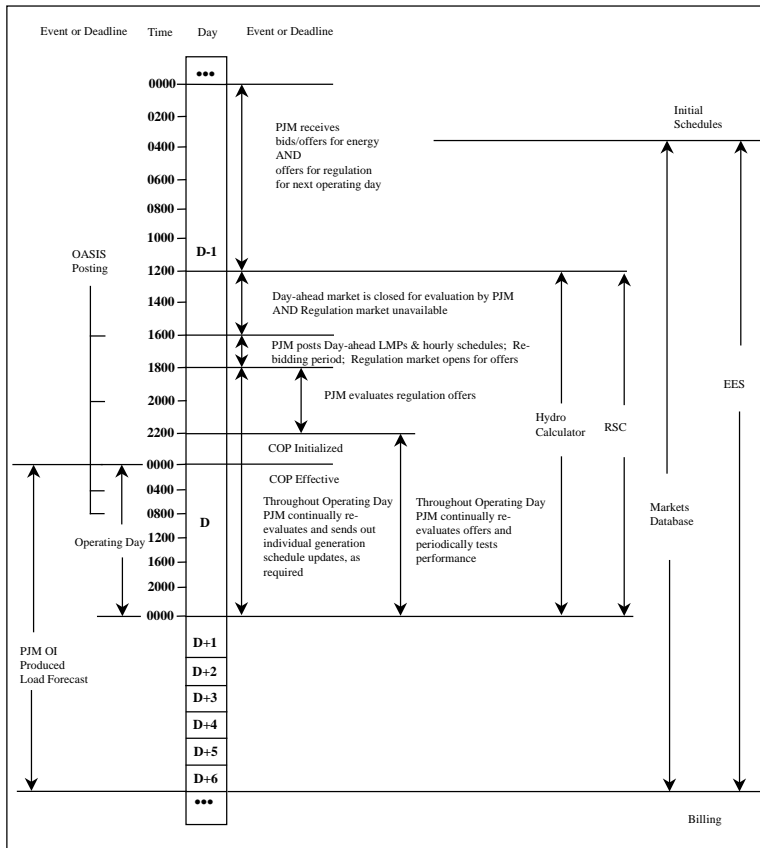 Event or Deadline Time Day Event or Deadline
•••
0000
0200
0400
0600
0800
1000
1200
1400
1600
1800
2000
2200
0000
0400
0800
1200
1600
2000
0000
D-1
D
D+1
D+2
D+3
D+4
D+5
D+6
•••
PJM receives
bids/offers for energy
AND
offers for regulation
for next operating day
Initial
Schedules
OASIS
Posting
Day-ahead market is closed for evaluation by PJM
AND Regulation market unavailable
PJM posts Day-ahead LMPs & hourly schedules; Re-
bidding period; Regulation market opens for offers
PJM evaluates regulation offers
COP Initialized
COP Effective
Throughout Operating Day
PJM continually re-
evaluates and sends out
individual generation
schedule updates, as
required
Throughout Operating Day
PJM continually re-
evaluates offers and
periodically tests
performance
Hydro
Calculator
RSC
EES
Markets
Database
Operating Day
PJM OI
Produced
Load Forecast
Billing